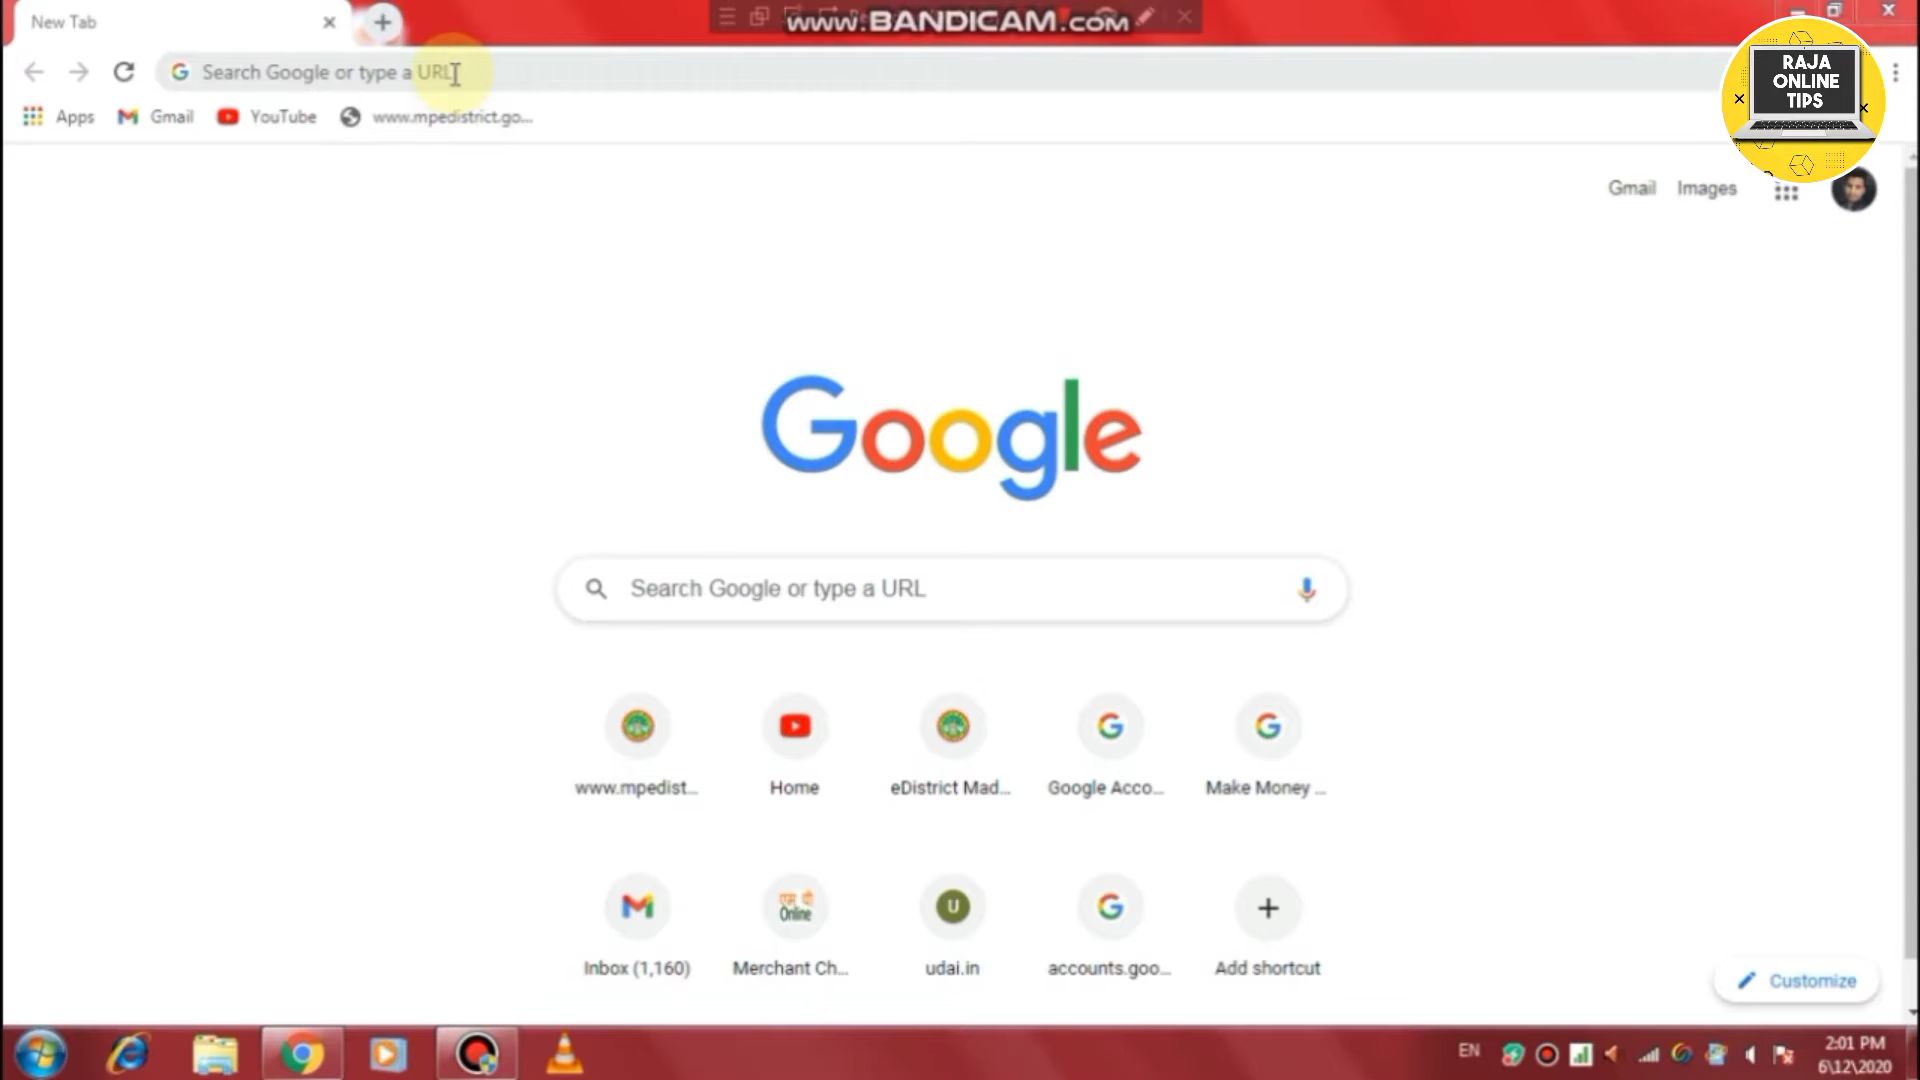 New Tab
www.BANDICAM.com
Search Google or type a URL
RAJA
ONLINE
TIPS
Apps
Gmail
YouTube
www.mpedistrict.go...
Gmail
Images
Google
Search Google or type a URL
www.mpedist...
Home
eDistrict Mad...
Google Acco...
Make Money ...
एम पी
Online
U
Inbox (1,160)
Merchant Ch...
udai.in
accounts.goo...
Add shortcut
Customize
EN
2:01 PM
6\12\2020